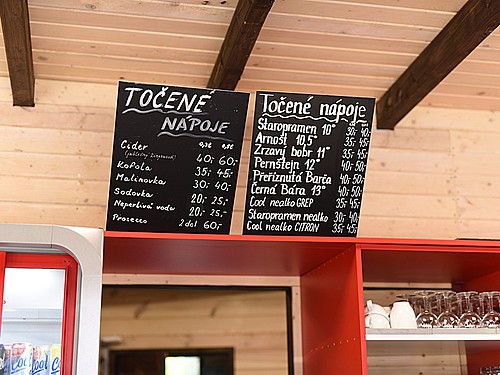 TOČENÉ
NÁPOJE
0,3l 0,5l
Cider 40,- 60,-
Kofola 35,- 45,-
Malinovka 30,- 40,-
Sodovka 20,- 25,-
Neperlivá voda 20,- 25,-
Prosecco 2dcl 60,-
Točené nápoje
Staropramen 10° 30,- 40,-
Arnošt 10,5° 35,- 45,-
Zrzavý bobr 11° 35,- 45,-
Pernštejn 12° 40,- 50,-
Přeříznutá Barča 40,- 50,-
Černá Bára 13° 40,- 50,-
Cool nealko GREP 35,- 45,-
Staropramen nealko 30,- 40,-
Cool nealko CITRON 35,- 45,-